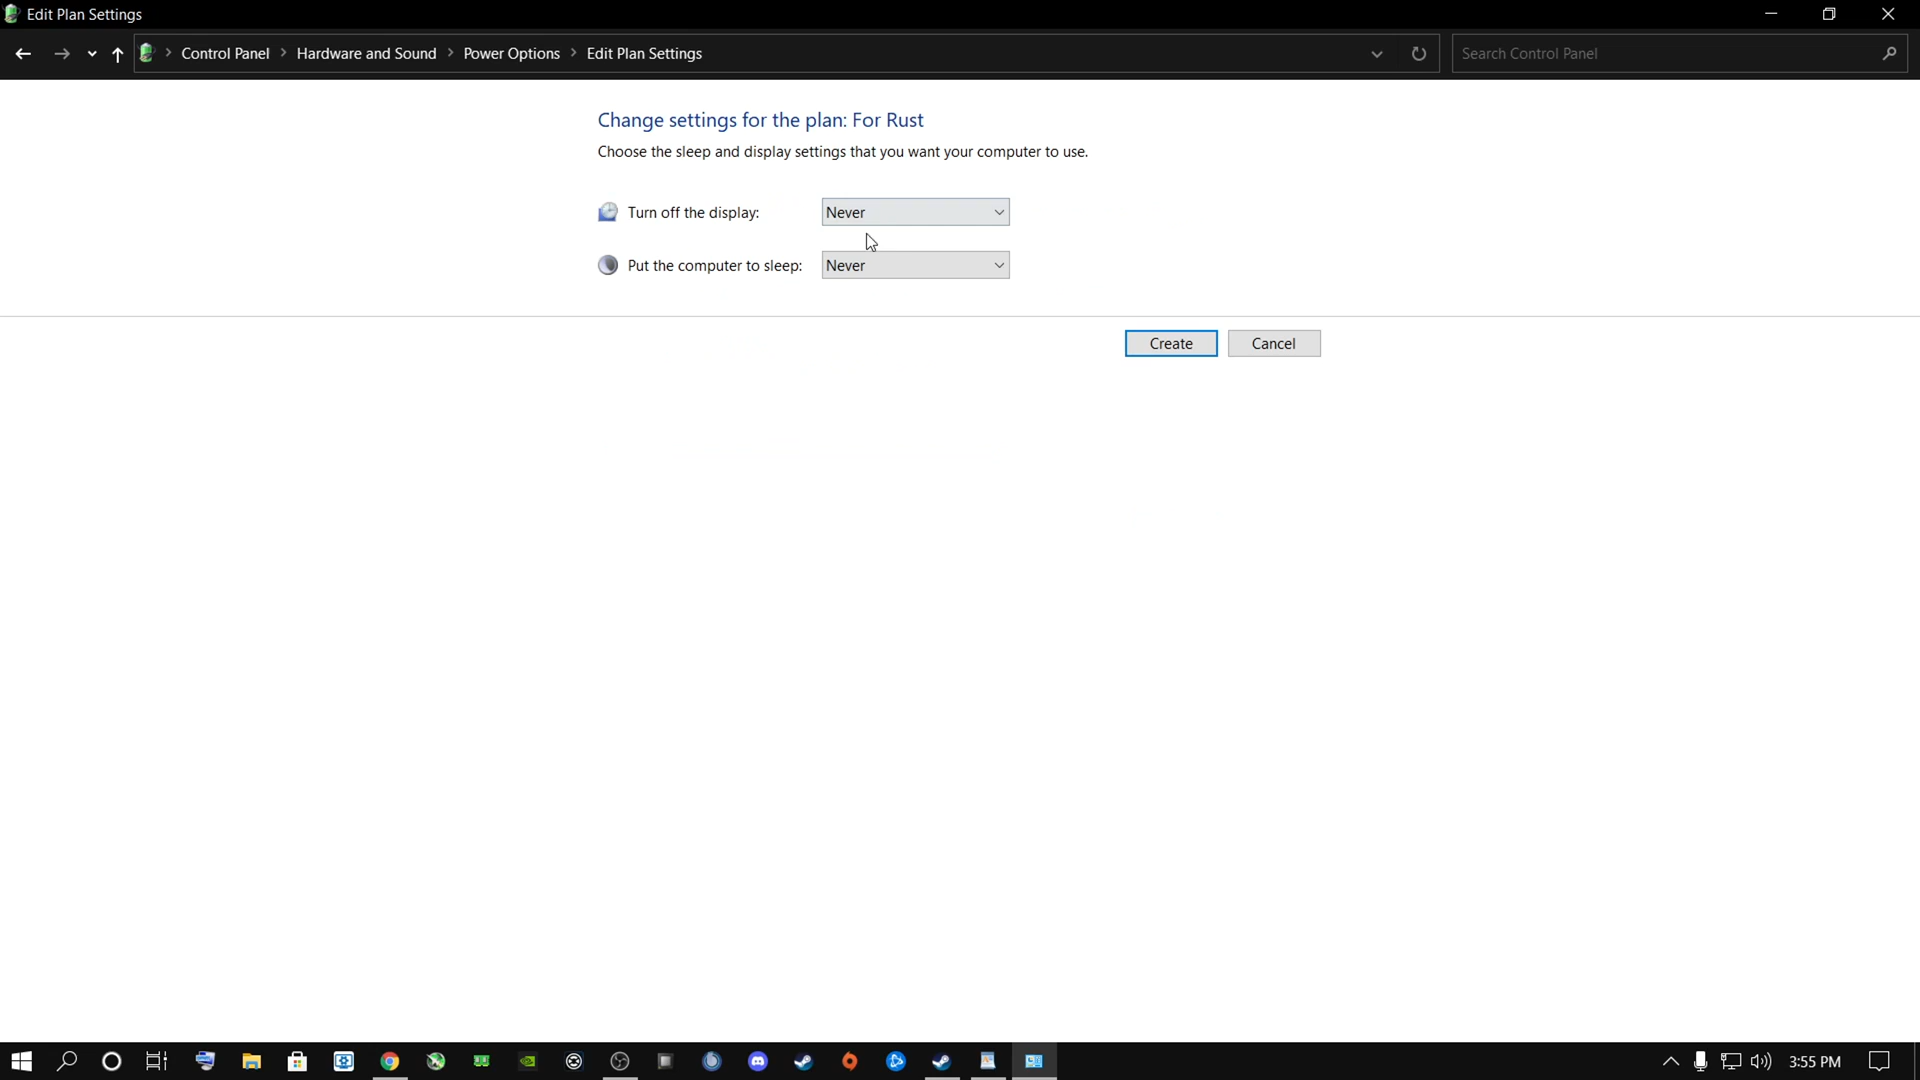 Edit Plan Settings
Control Panel > Hardware and Sound > Power Options > Edit Plan Settings
Search Control Panel
Change settings for the plan: For Rust
Choose the sleep and display settings that you want your computer to use.
Turn off the display: Never
Put the computer to sleep: Never
Create Cancel
3:55 PM